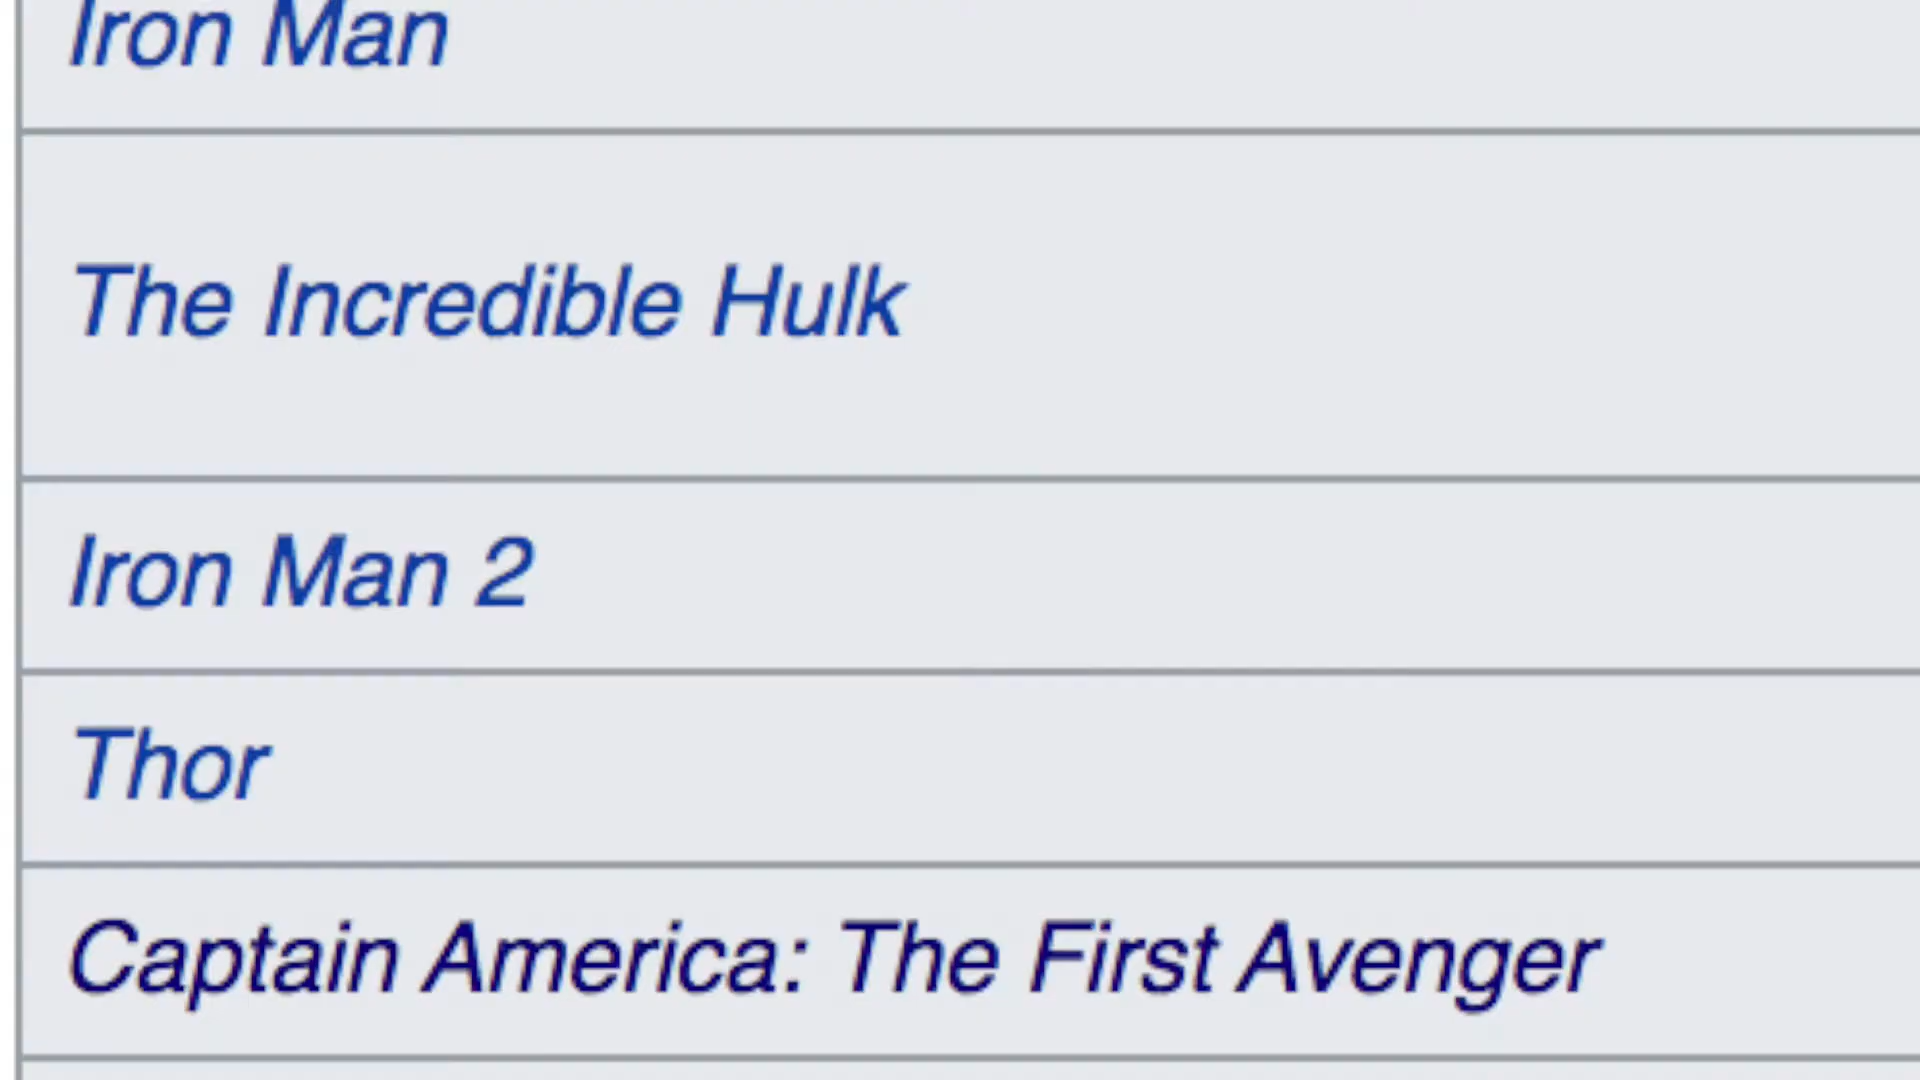 Iron Man
The Incredible Hulk
Iron Man 2
Thor
Captain America: The First Avenger